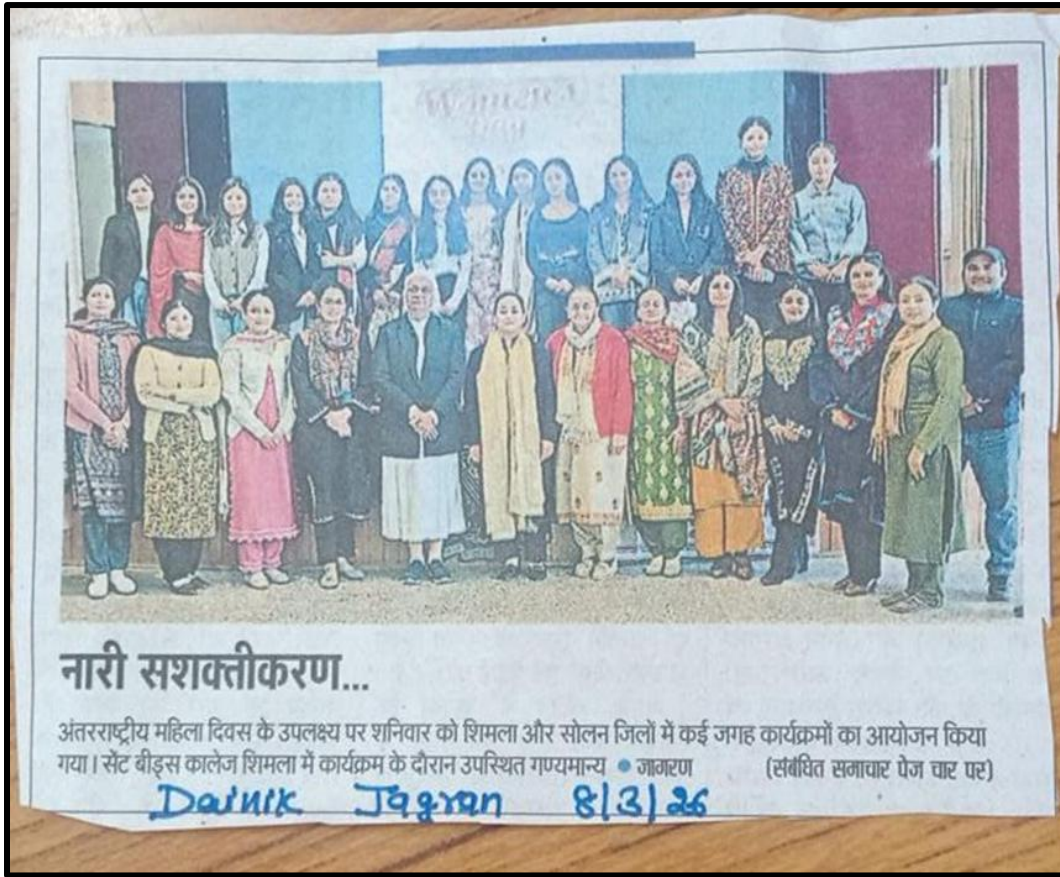 नारी सशक्तीकरण...
अंतरराष्ट्रीय महिला दिवस के उपलक्ष्य पर शनिवार को शिमला और सोलन जिलों में कई जगह कार्यक्रमों का आयोजन किया
गया। सेंट बीड्स कालेज शिमला में कार्यक्रम के दौरान उपस्थित गण्यमान्य ● जागरण (संबंधित समाचार पेज चार पर)
Dainik Jagran 8/3/26